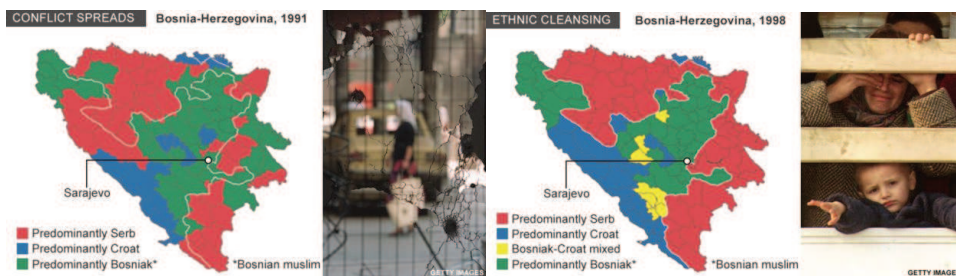 CONFLICT SPREADS
Bosnia-Herzegovina, 1991
Sarajevo
Predominantly Serb
Predominantly Croat
Predominantly Bosniak*
*Bosnian muslim
GETTY IMAGES
ETHNIC CLEANSING
Bosnia-Herzegovina, 1998
Sarajevo
Predominantly Serb
Predominantly Croat
Bosniak-Croat mixed
Predominantly Bosniak*
*Bosnian muslim
GETTY IMAGE